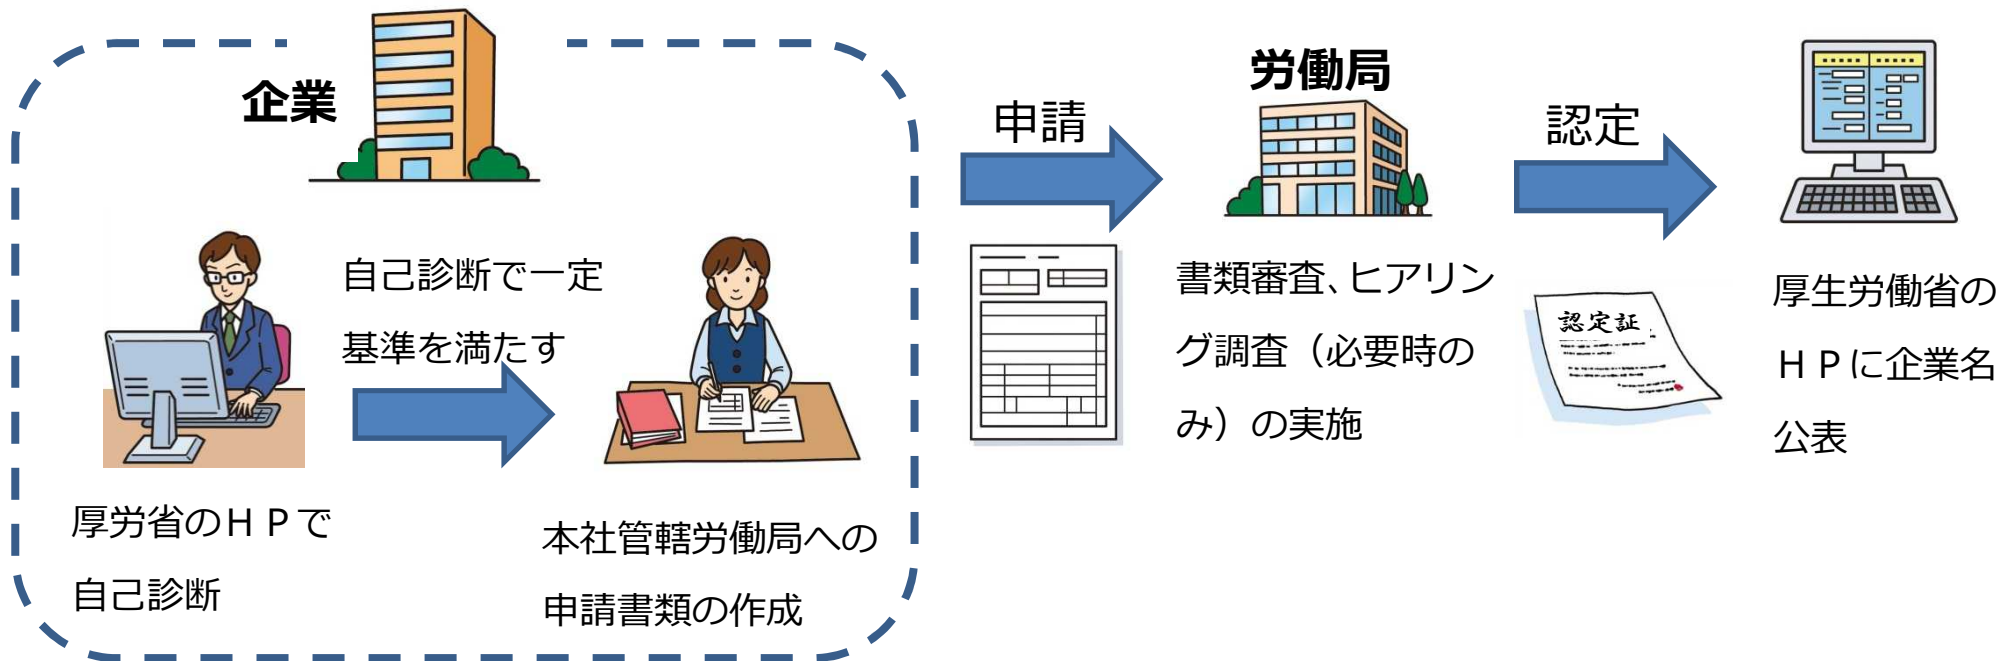 企業
厚労省のＨＰで
自己診断
自己診断で一定
基準を満たす
本社管轄労働局への
申請書類の作成
申請
労働局
書類審査、ヒアリン
グ調査（必要時の
み）の実施
認定
認定証
厚生労働省の
ＨＰに企業名
公表